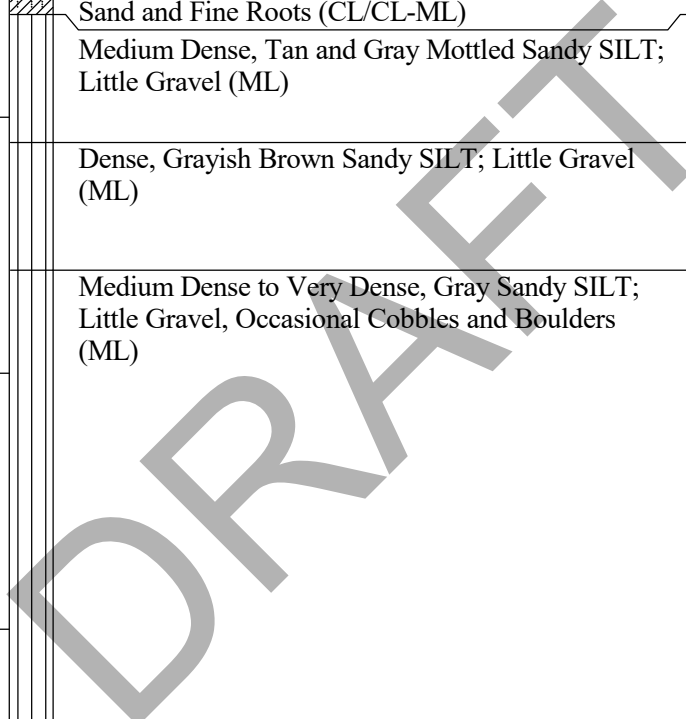 Sand and Fine Roots (CL/CL-ML)
Medium Dense, Tan and Gray Mottled Sandy SILT;
Little Gravel (ML)
Dense, Grayish Brown Sandy SILT; Little Gravel
(ML)
Medium Dense to Very Dense, Gray Sandy SILT;
Little Gravel, Occasional Cobbles and Boulders
(ML)
DRAFT